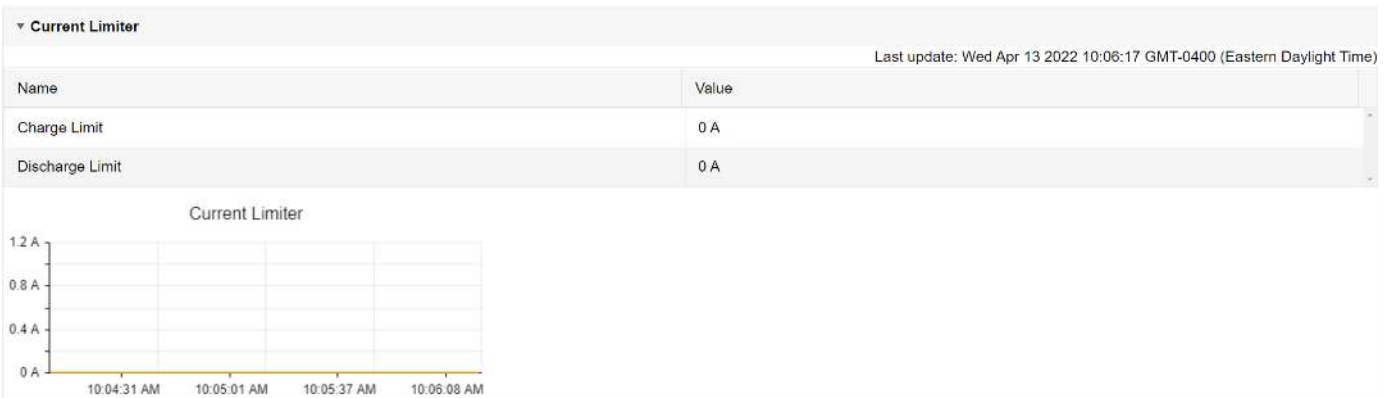 Current Limiter
Last update: Wed Apr 13 2022 10:06:17 GMT-0400 (Eastern Daylight Time)
Name Value
Charge Limit 0 A
Discharge Limit 0 A
Current Limiter
1.2 A
0.8 A
0.4 A
0 A
10:04:31 AM 10:05:01 AM 10:05:37 AM 10:06:08 AM